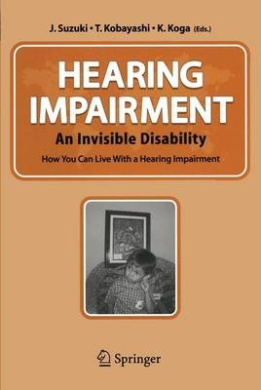 J. Suzuki · T. Kobayashi · K. Koga (Eds.)
HEARING
IMPAIRMENT
An Invisible Disability
How You Can Live With a Hearing Impairment
Springer